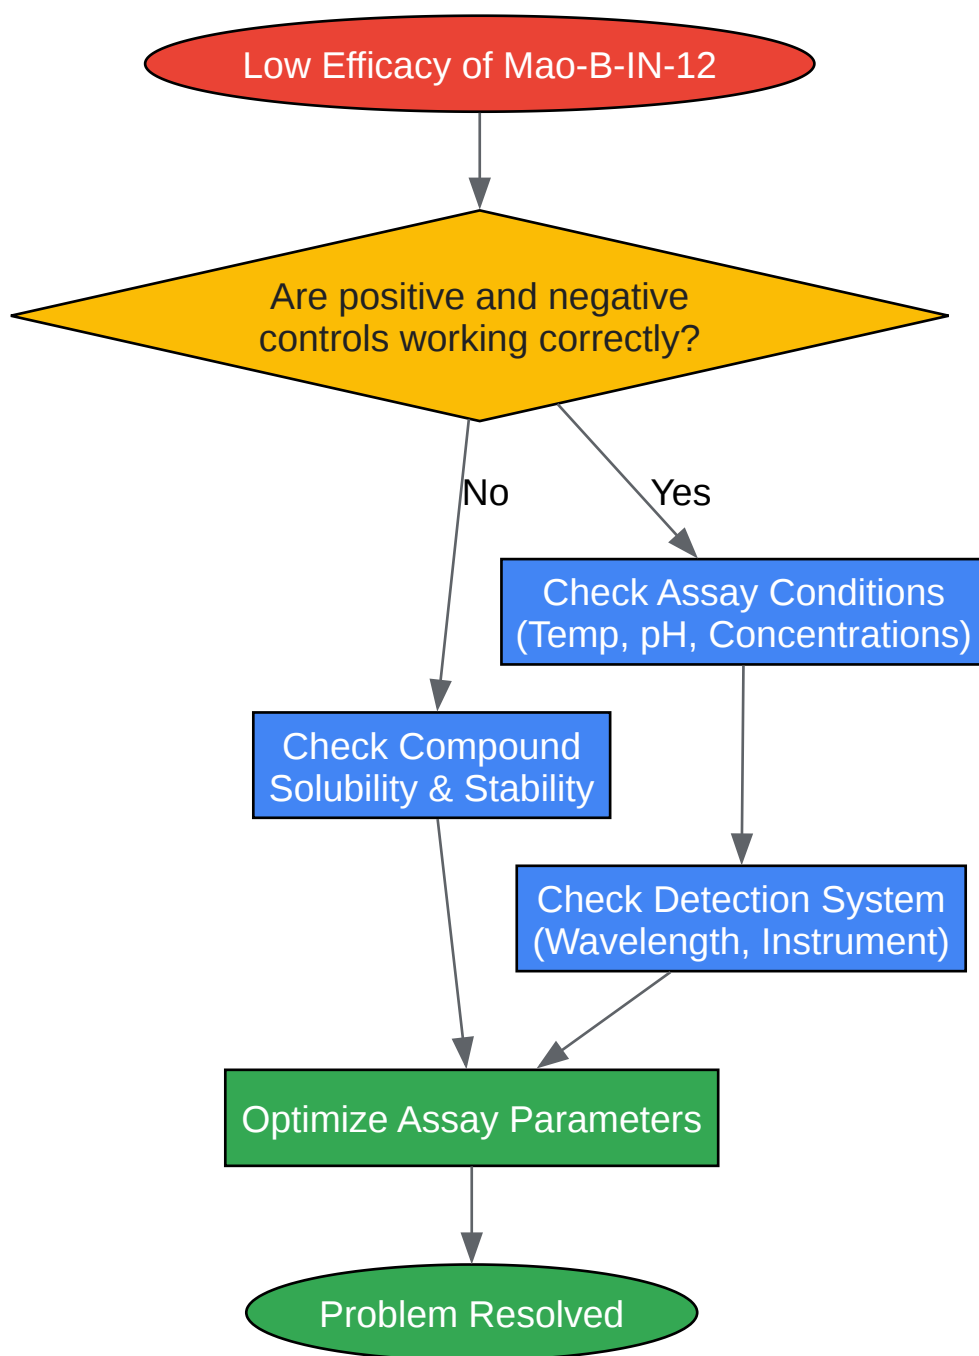 Low Efficacy of Mao-B-IN-12
Are positive and negative
controls working correctly?
No
Yes
Check Assay Conditions
(Temp, pH, Concentrations)
Check Compound
Solubility & Stability
Check Detection System
(Wavelength, Instrument)
Optimize Assay Parameters
Problem Resolved